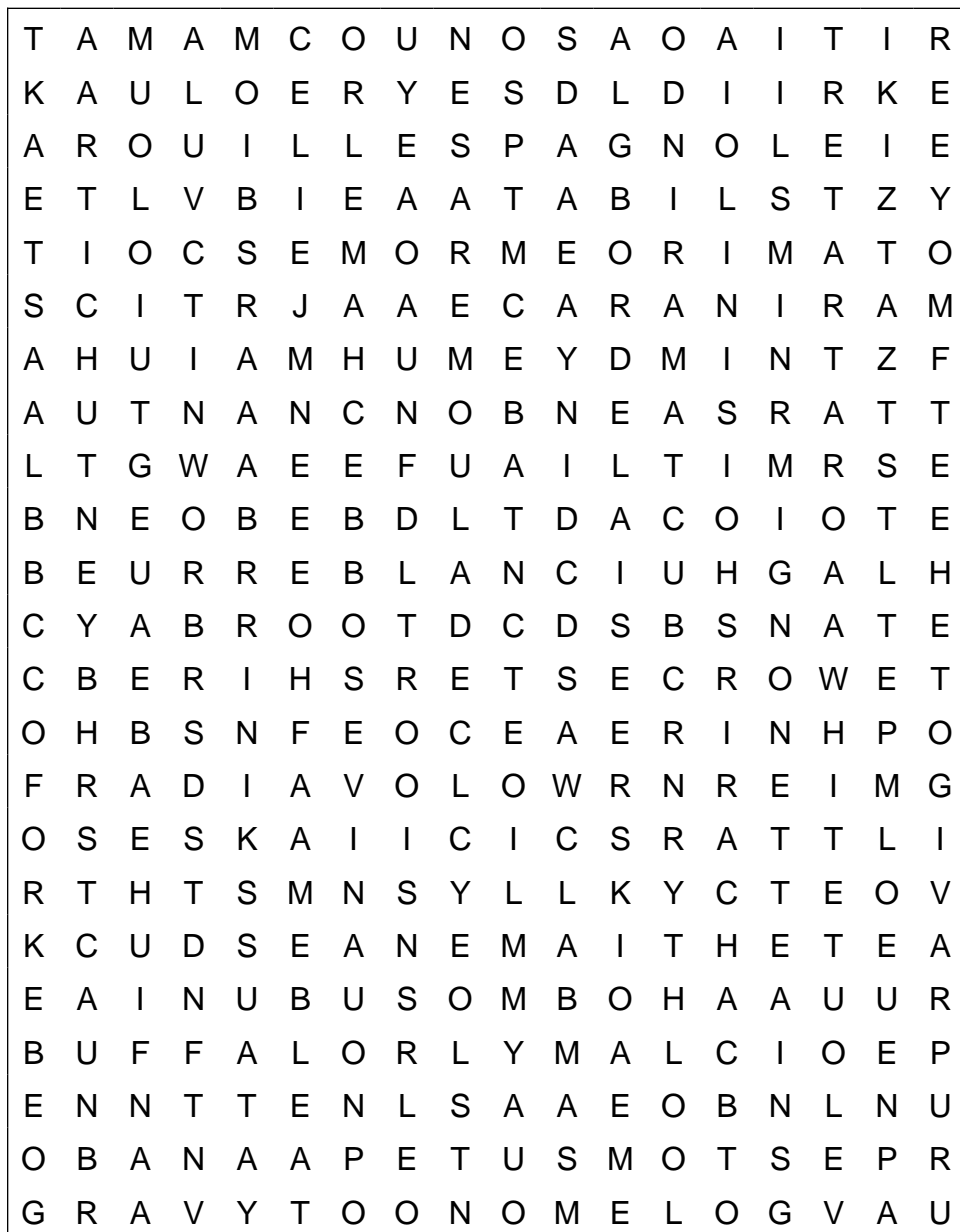 T A M A M C O U N O S A O A I T I R
K A U L O E R Y E S D L D I I R K E
A R O U I L L E S P A G N O L E I E
E T L V B I E A A T A B I L S T Z Y
T I O C S E M O R M E O R I M A T O
S C I T R J A A E C A R A N I R A M
A H U I A M H U M E Y D M I N T Z F
A U T N A N C N O B N E A S R A T T
L T G W A E E F U A I L T I M R S E
B N E O B E B D L T D A C O I O T E
B E U R R E B L A N C I U H G A L H
C Y A B R O O T D C D S B S N A T E
C B E R I H S R E T S E C R O W E T
O H B S N F E O C E A E R I N H P O
F R A D I A V O L O W R N R E I M G
O S E S K A I I C I C S R A T T L I
R T H T S M N S Y L L K Y C T E O V
K C U D S E A N E M A I T H E T E A
E A I N U B U S O M B O H A A U U R
B U F F A L O R L Y M A L C I O E P
E N N T T E N L S A A E O B N L N U
O B A N A A P E T U S M O T S E P R
G R A V Y T O O N O M E L O G V A U